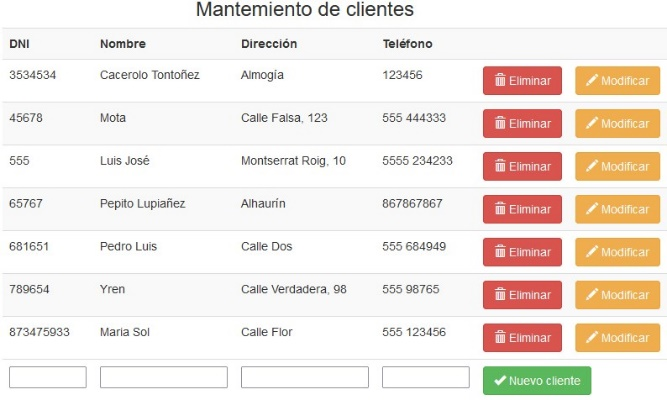 Mantemiento de clientes
DNI Nombre Dirección Teléfono
3534534 Cacerolo Tontoñez Almogía 123456 Eliminar Modificar
45678 Mota Calle Falsa, 123 555 444333 Eliminar Modificar
555 Luis José Montserrat Roig, 10 5555 234233 Eliminar Modificar
65767 Pepito Lupiañez Alhaurín 867867867 Eliminar Modificar
681651 Pedro Luis Calle Dos 555 684949 Eliminar Modificar
789654 Yren Calle Verdadera, 98 555 98765 Eliminar Modificar
873475933 Maria Sol Calle Flor 555 123456 Eliminar Modificar
Nuevo cliente